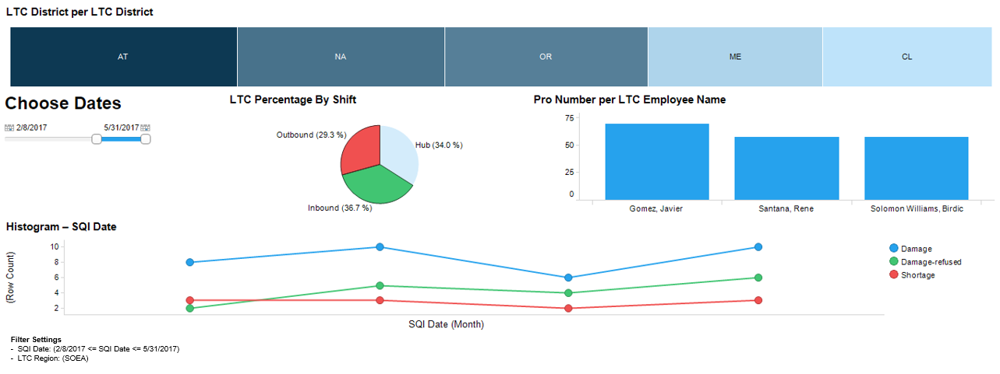 LTC District per LTC District
AT NA OR ME CL
Choose Dates
2/8/2017 5/31/2017
LTC Percentage By Shift
Outbound (29.3 %)
Hub (34.0 %)
Inbound (36.7 %)
Pro Number per LTC Employee Name
75
50
25
0
Gomez, Javier Santana, Rene Solomon Williams, Birdic
Histogram – SQI Date
(Row Count)
10
8
6
4
2
SQI Date (Month)
Damage
Damage-refused
Shortage
Filter Settings
- SQI Date: (2/8/2017 <= SQI Date <= 5/31/2017)
- LTC Region: (SOEA)